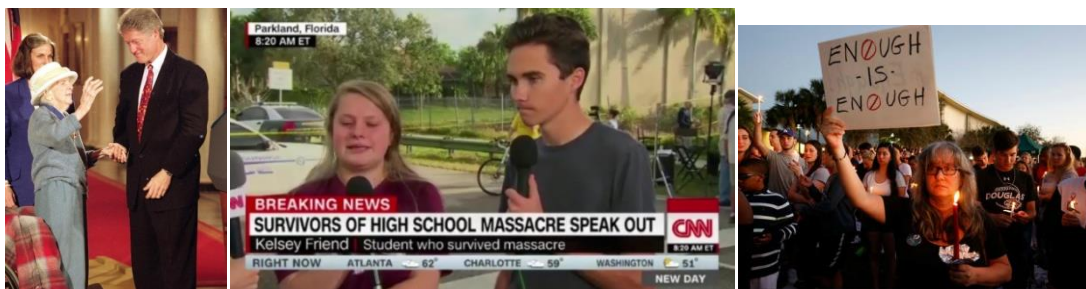 Parkland, Florida
8:20 AM ET
BREAKING NEWS
SURVIVORS OF HIGH SCHOOL MASSACRE SPEAK OUT
CNN
Kelsey Friend Student who survived massacre
8:20 AM ET
RIGHT NOW ATLANTA 62° CHARLOTTE 59° WASHINGTON 51°
NEW DAY
ENOUGH
-IS-
ENOUGH
DOUGLAS